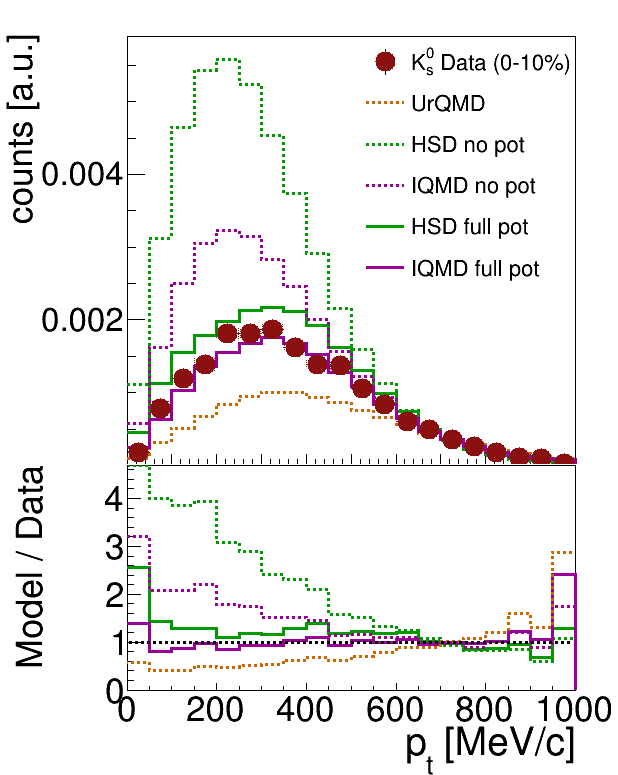 counts [a.u.]
0.004
0.002
K⁰ₛ Data (0-10%)
UrQMD
HSD no pot
IQMD no pot
HSD full pot
IQMD full pot
Model / Data
4
3
2
1
0
0 200 400 600 800 1000
pₜ [MeV/c]